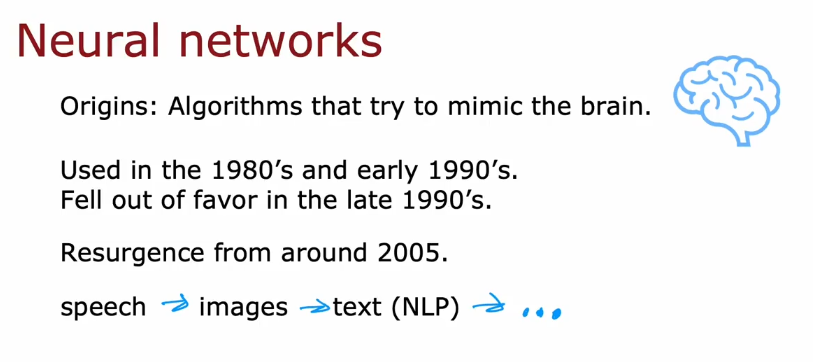 Neural networks
Origins: Algorithms that try to mimic the brain.
Used in the 1980's and early 1990's.
Fell out of favor in the late 1990's.
Resurgence from around 2005.
speech → images → text (NLP) → ...